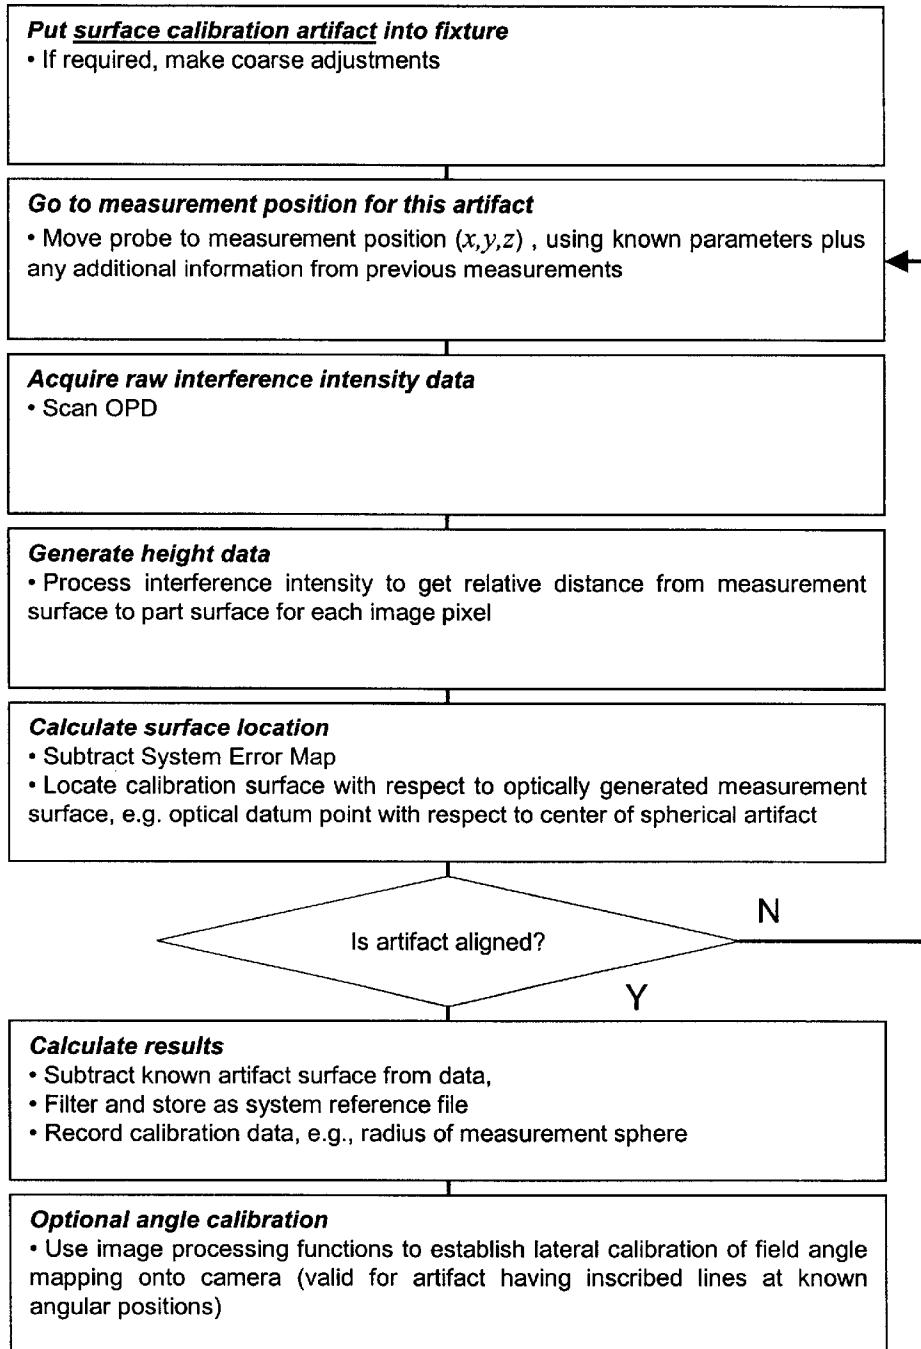 Put surface calibration artifact into fixture
• If required, make coarse adjustments
Go to measurement position for this artifact
• Move probe to measurement position (x,y,z) , using known parameters plus
any additional information from previous measurements
Acquire raw interference intensity data
• Scan OPD
Generate height data
• Process interference intensity to get relative distance from measurement
surface to part surface for each image pixel
Calculate surface location
• Subtract System Error Map
• Locate calibration surface with respect to optically generated measurement
surface, e.g. optical datum point with respect to center of spherical artifact
N
Is artifact aligned?
Y
Calculate results
• Subtract known artifact surface from data,
• Filter and store as system reference file
• Record calibration data, e.g., radius of measurement sphere
Optional angle calibration
• Use image processing functions to establish lateral calibration of field angle
mapping onto camera (valid for artifact having inscribed lines at known
angular positions)